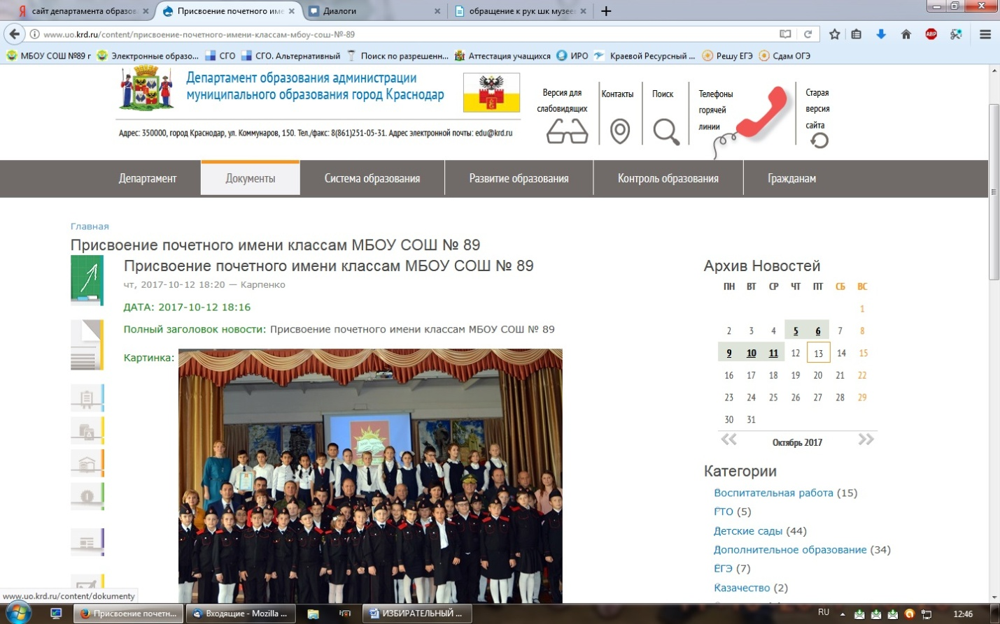 сайт департамента образов
Присвоение почетного име
Диалоги
обращение к рук шк музее
www.uo.krd.ru/content/присвоение-почетного-имени-классам-мбоу-сош-№-89
МБОУ СОШ №89 г
Электронные образо...
СГО
СГО. Альтернативный
Поиск по разрешенн...
Аттестация учащихся
ИРО
Краевой Ресурсный ...
Решу ЕГЭ
Сдам ОГЭ
Департамент образования администрации
муниципального образования город Краснодар
Адрес: 350000, город Краснодар, ул. Коммунаров, 150. Тел./факс: 8(861)251-05-31. Адрес электронной почты: edu@krd.ru
Версия для
слабовидящих
Контакты
Поиск
Телефоны
горячей
линии
Старая
версия
сайта
Департамент
Документы
Система образования
Развитие образования
Контроль образования
Гражданам
Главная
Присвоение почетного имени классам МБОУ СОШ № 89
Присвоение почетного имени классам МБОУ СОШ № 89
чт, 2017-10-12 18:20 — Карпенко
ДАТА: 2017-10-12 18:16
Полный заголовок новости: Присвоение почетного имени классам МБОУ СОШ № 89
Картинка:
Архив Новостей
ПН ВТ СР ЧТ ПТ СБ ВС
1
2 3 4 5 6 7 8
9 10 11 12 13 14 15
16 17 18 19 20 21 22
23 24 25 26 27 28 29
30 31
Октябрь 2017
Категории
Воспитательная работа (15)
ГТО (5)
Детские сады (44)
Дополнительное образование (34)
ЕГЭ (7)
Казачество (2)
www.uo.krd.ru/content/dokumenty
Присвоение почетн...
Входящие - Mozilla ...
ИЗБИРАТЕЛЬНЫЙ ...
RU
12:46